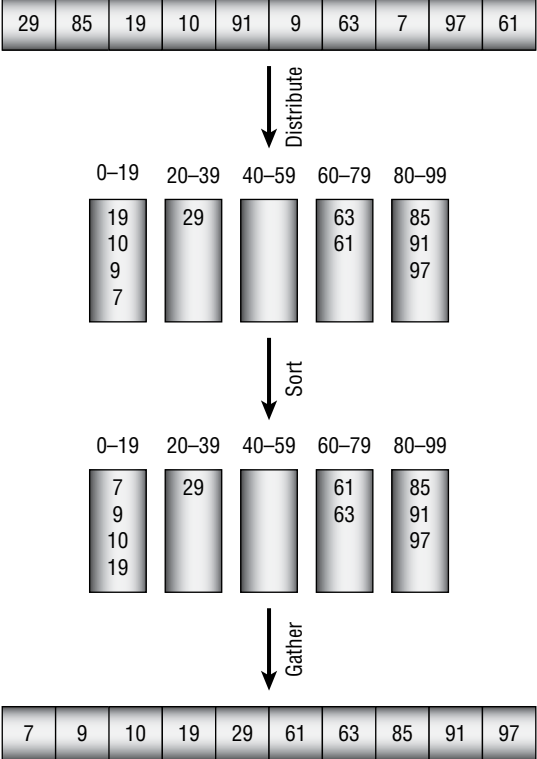 29 85 19 10 91 9 63 7 97 61
Distribute
0–19 20–39 40–59 60–79 80–99
19 29 63 85
10 61 91
9 97
7
Sort
0–19 20–39 40–59 60–79 80–99
7 29 61 85
9 63 91
10 97
19
Gather
7 9 10 19 29 61 63 85 91 97